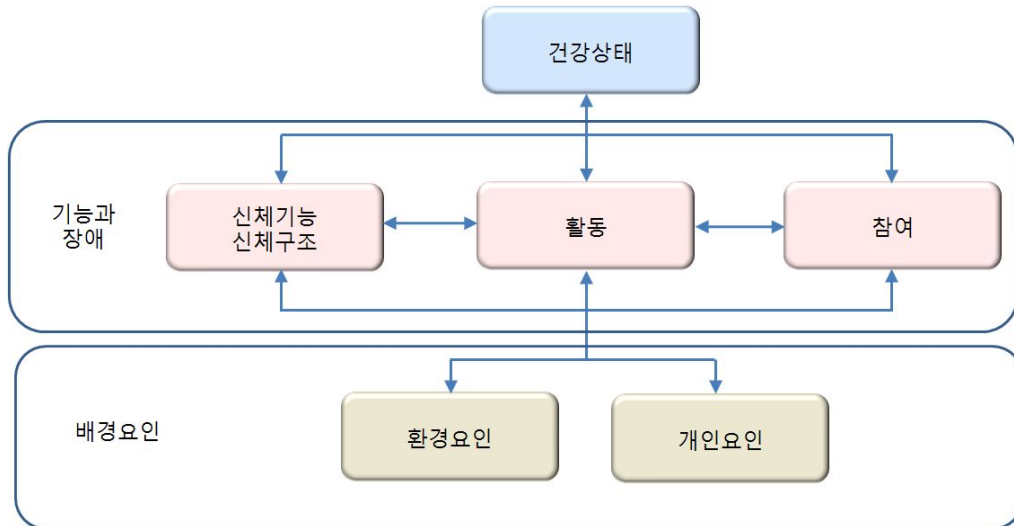 건강상태
기능과
장애
신체기능
신체구조
활동
참여
배경요인
환경요인
개인요인